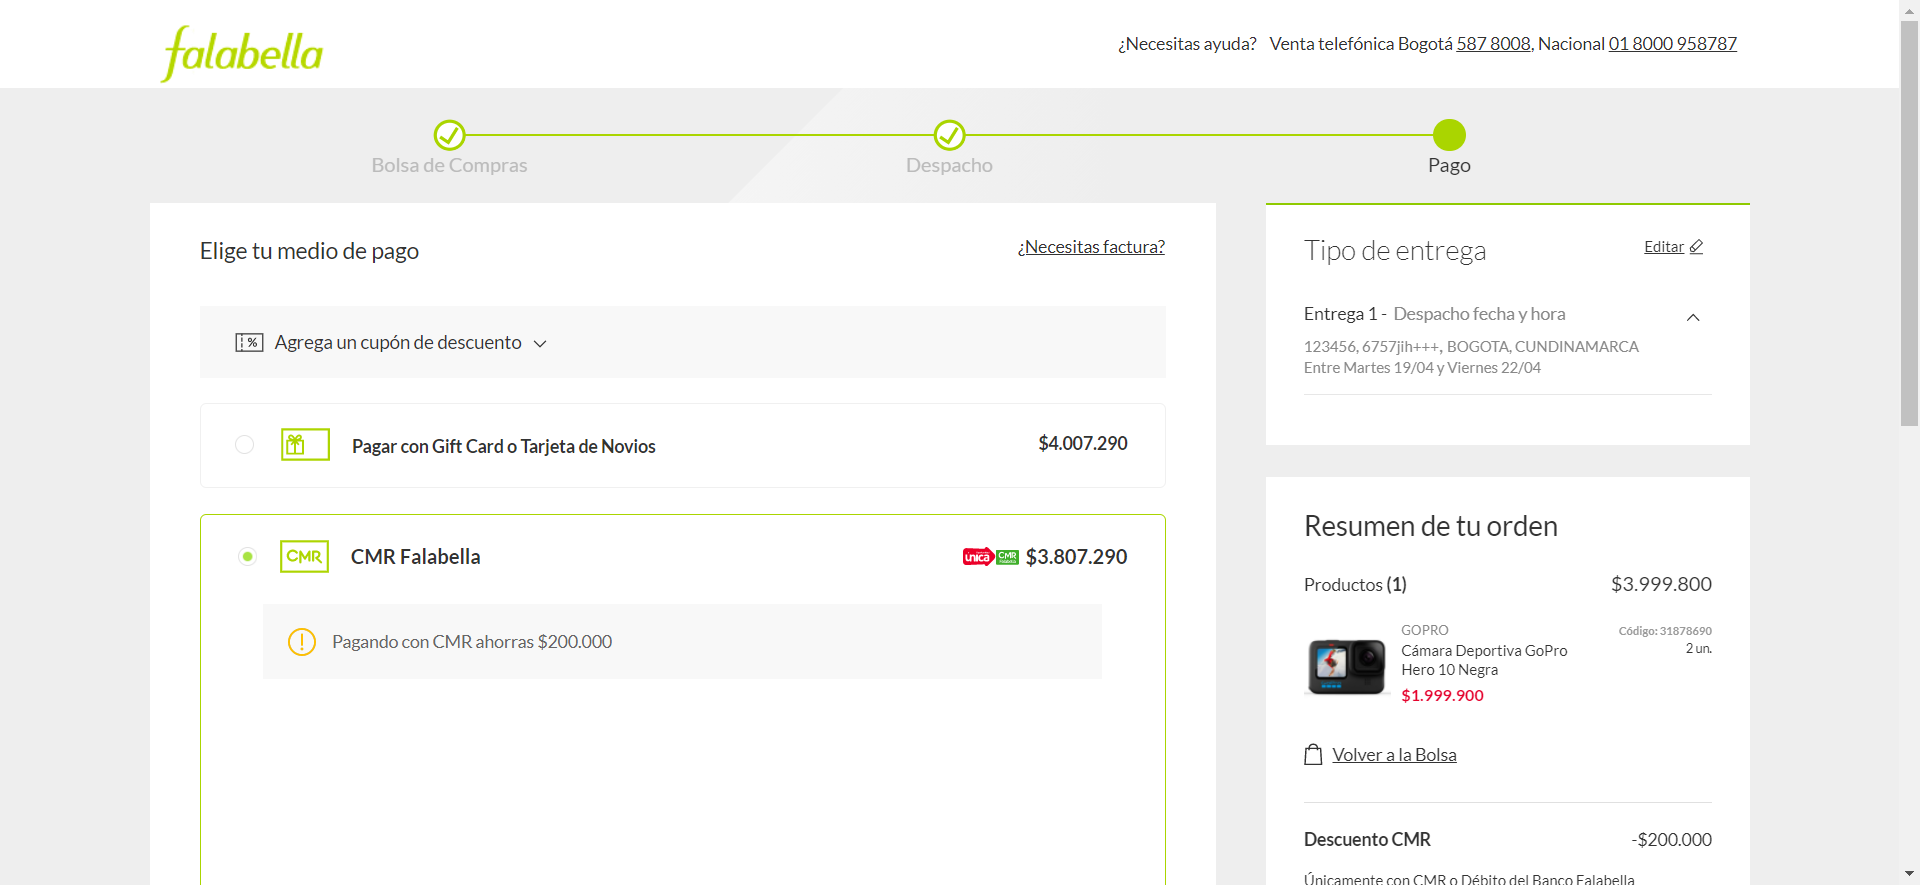 falabella
¿Necesitas ayuda? Venta telefónica Bogotá 587 8008, Nacional 01 8000 958787
Bolsa de Compras
Despacho
Pago
Elige tu medio de pago
¿Necesitas factura?
Agrega un cupón de descuento
Pagar con Gift Card o Tarjeta de Novios
$4.007.290
CMR
CMR Falabella
única
CMR
$3.807.290
Pagando con CMR ahorras $200.000
Tipo de entrega
Editar
Entrega 1 - Despacho fecha y hora
123456, 6757jih+++, BOGOTA, CUNDINAMARCA
Entre Martes 19/04 y Viernes 22/04
Resumen de tu orden
Productos (1)
$3.999.800
GOPRO
Código: 31878690
Cámara Deportiva GoPro
2 un.
Hero 10 Negra
$1.999.900
Volver a la Bolsa
Descuento CMR
-$200.000
Únicamente con CMR o Débito del Banco Falabella